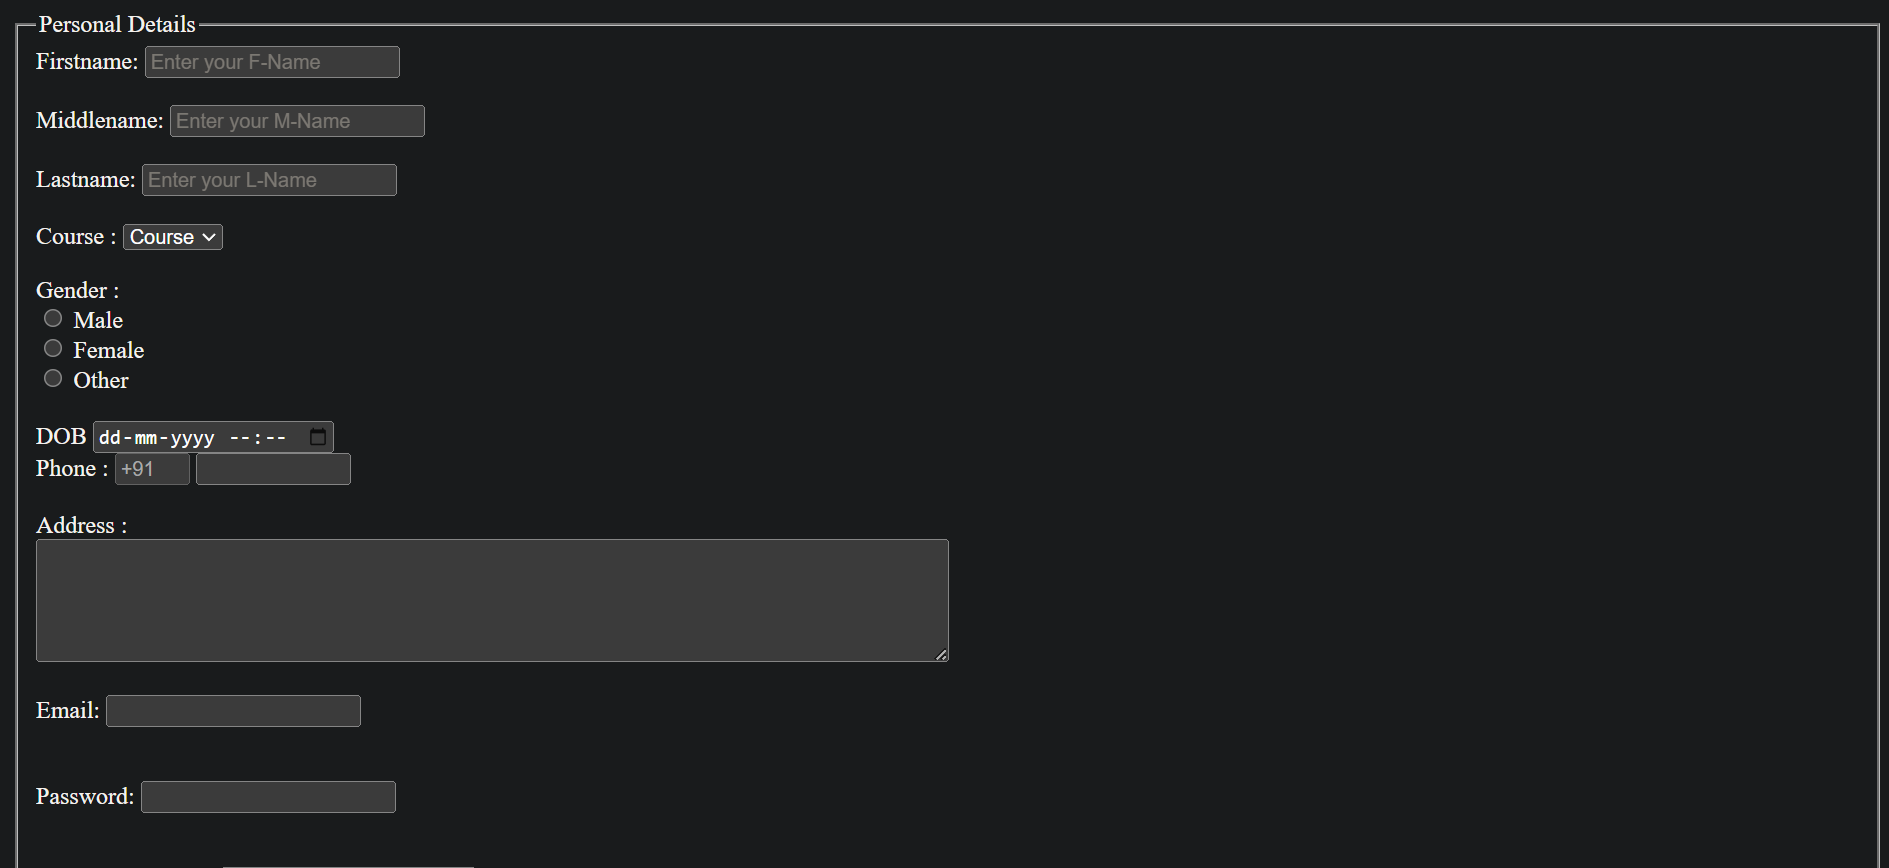 Personal Details
Firstname: Enter your F-Name
Middlename: Enter your M-Name
Lastname: Enter your L-Name
Course : Course
Gender :
Male
Female
Other
DOB dd-mm-yyyy --:--
Phone : +91
Address :
Email:
Password: